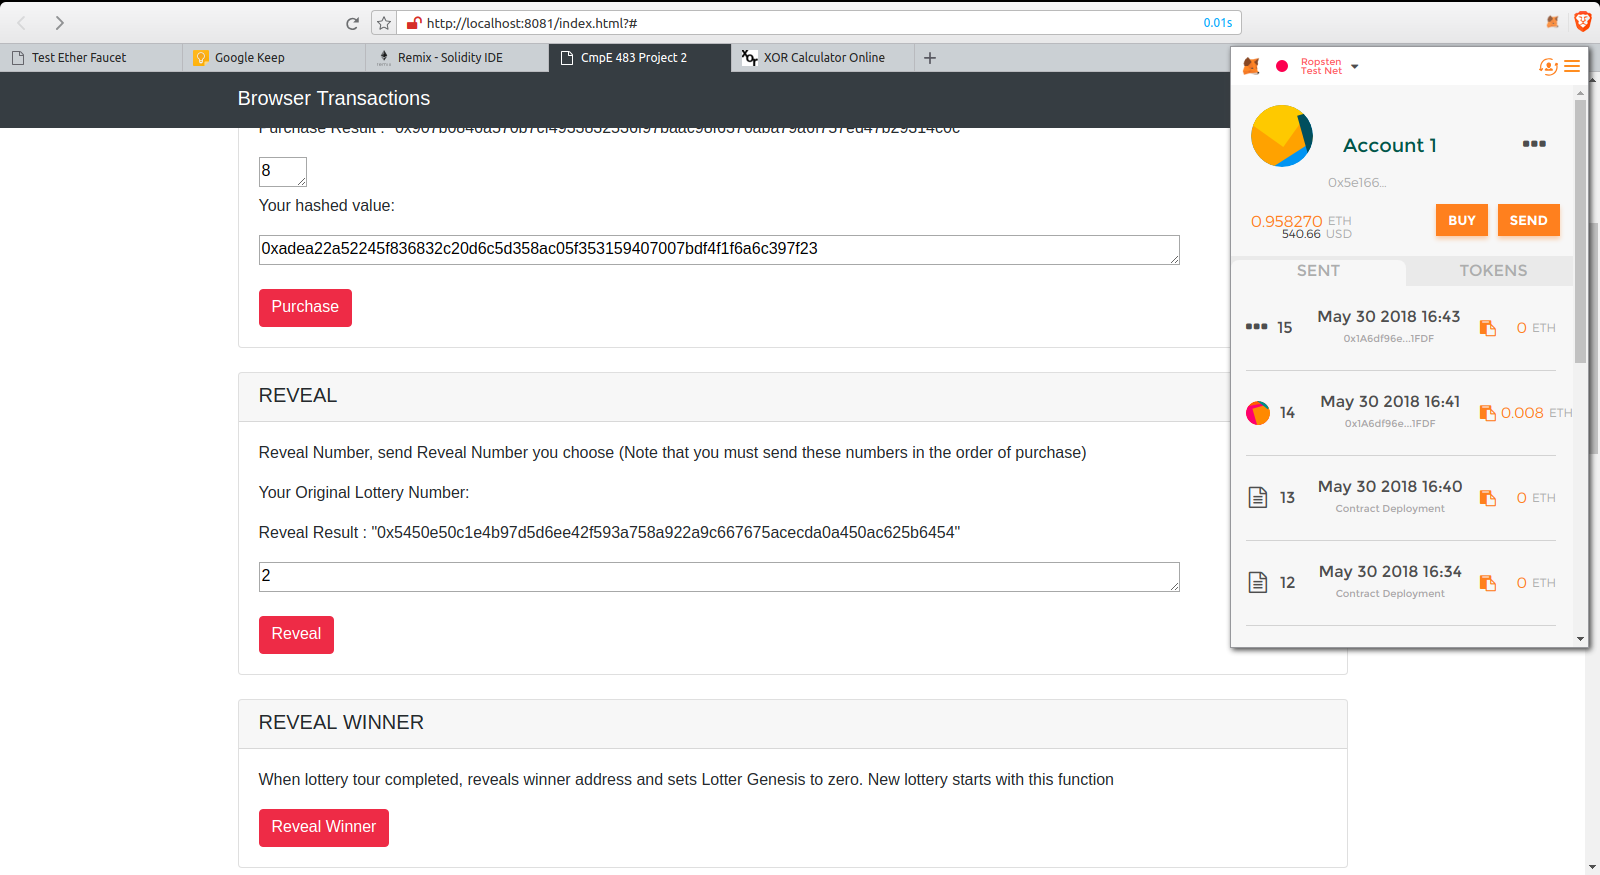 http://localhost:8081/index.html?#
0.01s
Test Ether Faucet
Google Keep
Remix - Solidity IDE
CmpE 483 Project 2
XOR Calculator Online
Browser Transactions
Purchase Result :
8
Your hashed value:
0xadea22a52245f836832c20d6c5d358ac05f353159407007bdf4f1f6a6c397f23
Purchase
REVEAL
Reveal Number, send Reveal Number you choose (Note that you must send these numbers in the order of purchase)
Your Original Lottery Number:
Reveal Result : "0x5450e50c1e4b97d5d6ee42f593a758a922a9c667675acecda0a450ac625b6454"
2
Reveal
REVEAL WINNER
When lottery tour completed, reveals winner address and sets Lotter Genesis to zero. New lottery starts with this function
Reveal Winner
Ropsten
Test Net
Account 1
0x5e166...
0.958270 ETH
540.66 USD
BUY
SEND
SENT
TOKENS
15
May 30 2018 16:43
0x1A6df96e...1FDF
0 ETH
14
May 30 2018 16:41
0x1A6df96e...1FDF
0.008 ETH
13
May 30 2018 16:40
Contract Deployment
0 ETH
12
May 30 2018 16:34
Contract Deployment
0 ETH